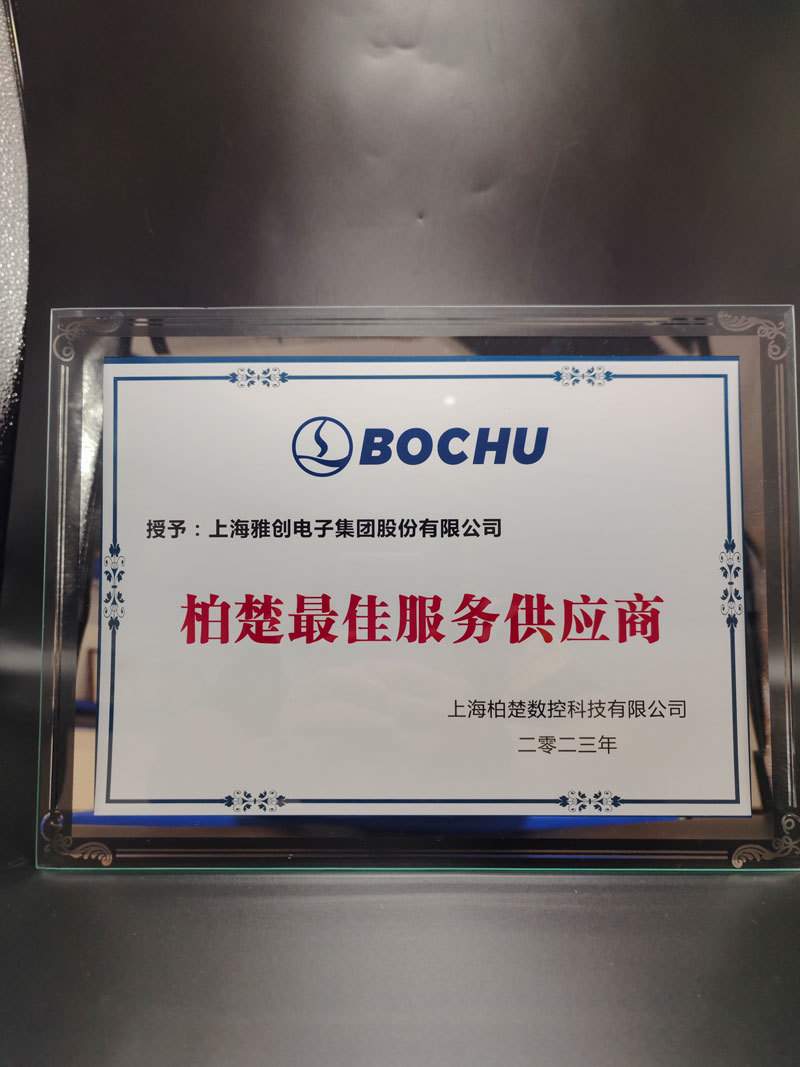 BOCHU
授予：上海雅创电子集团股份有限公司
柏楚最佳服务供应商
上海柏楚数控科技有限公司
二零二三年